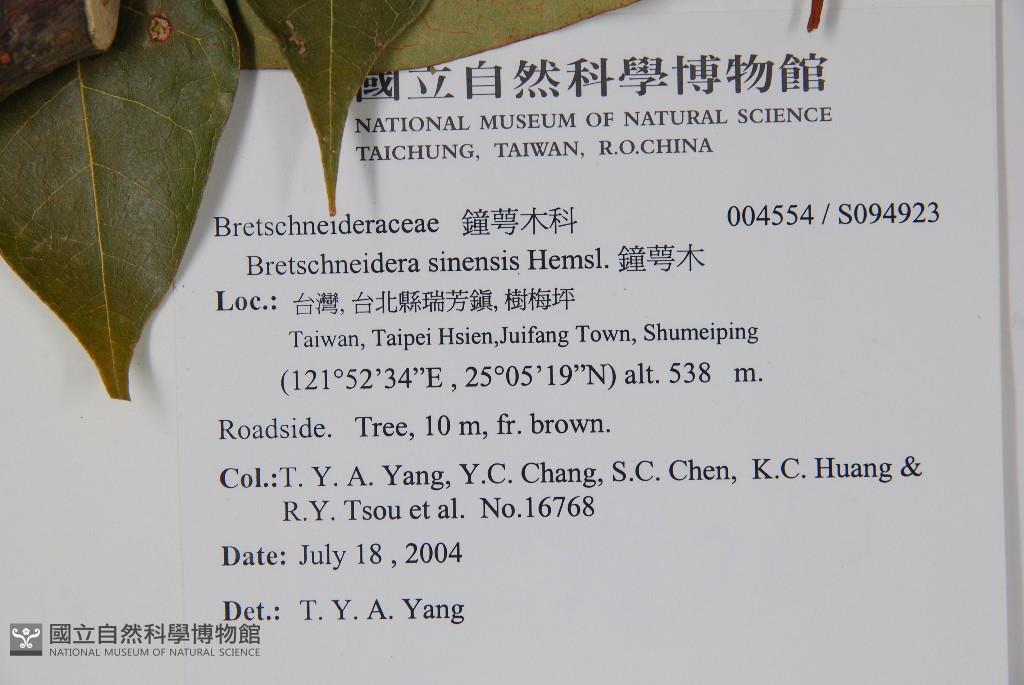 國立自然科學博物館
NATIONAL MUSEUM OF NATURAL SCIENCE
TAICHUNG, TAIWAN, R.O.CHINA
Bretschneideraceae 鐘萼木科 004554 / S094923
Bretschneidera sinensis Hemsl. 鐘萼木
Loc.: 台灣, 台北縣瑞芳鎮, 樹梅坪
Taiwan, Taipei Hsien,Juifang Town, Shumeiping
(121°52’34”E , 25°05’19”N) alt. 538 m.
Roadside. Tree, 10 m, fr. brown.
Col.:T. Y. A. Yang, Y.C. Chang, S.C. Chen, K.C. Huang &
R.Y. Tsou et al. No.16768
Date: July 18 , 2004
Det.: T. Y. A. Yang
國立自然科學博物館
NATIONAL MUSEUM OF NATURAL SCIENCE